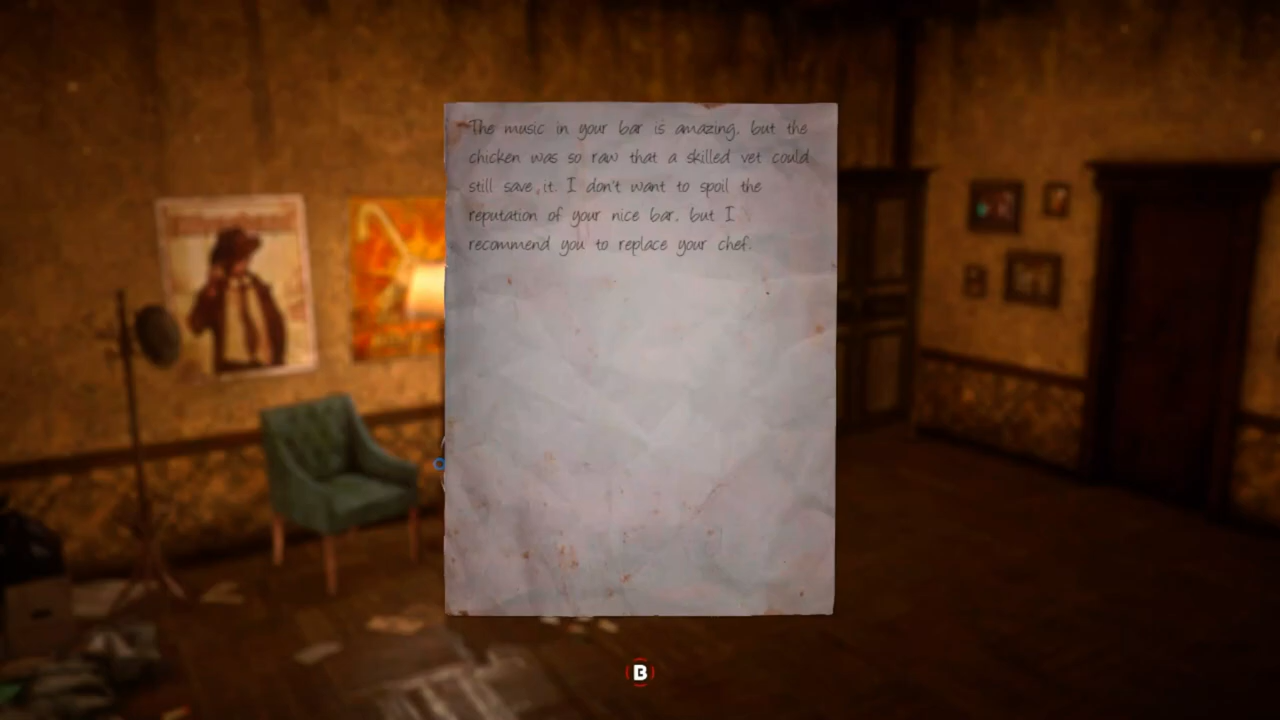 The music in your bar is amazing, but the
chicken was so raw that a skilled vet could
still save it. I don't want to spoil the
reputation of your nice bar, but I
recommend you to replace your chef.
B